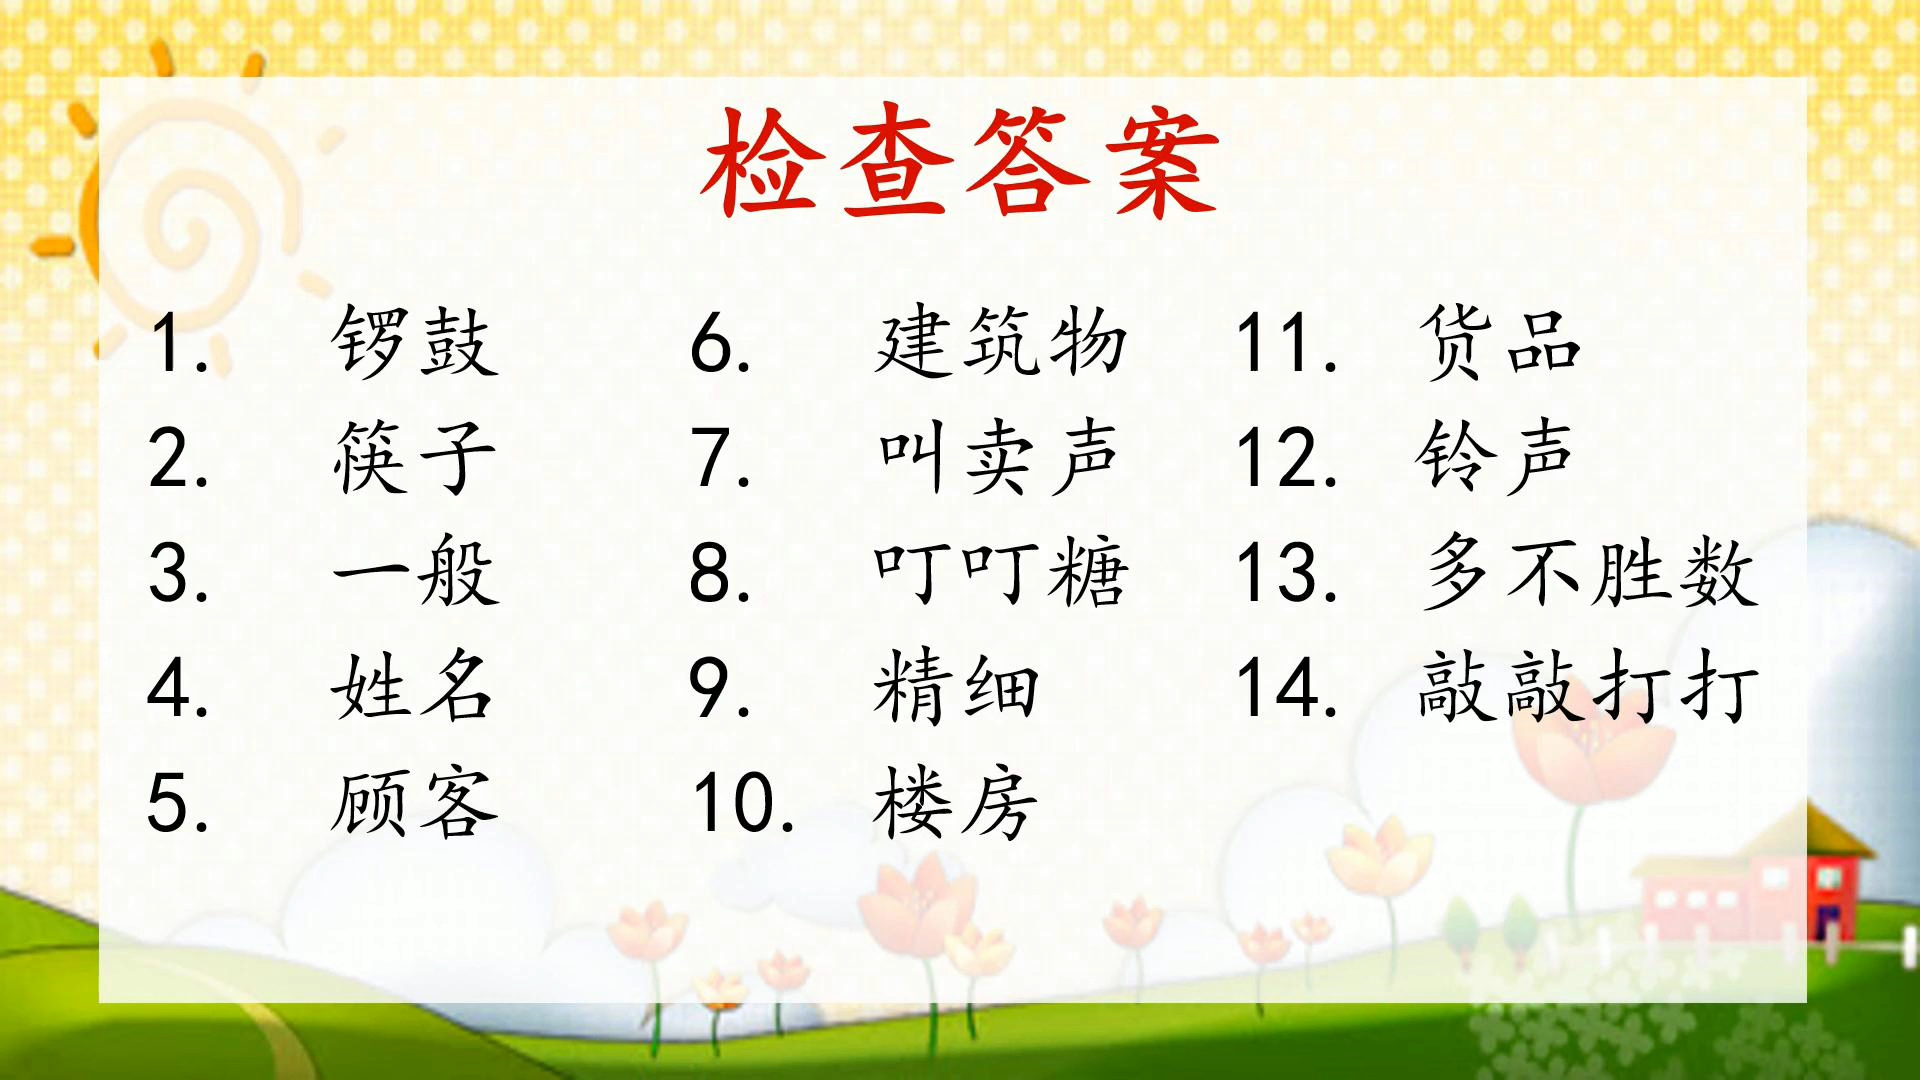 检查答案
1. 锣鼓
2. 筷子
3. 一般
4. 姓名
5. 顾客
6. 建筑物
7. 叫卖声
8. 叮叮糖
9. 精细
10. 楼房
11. 货品
12. 铃声
13. 多不胜数
14. 敲敲打打